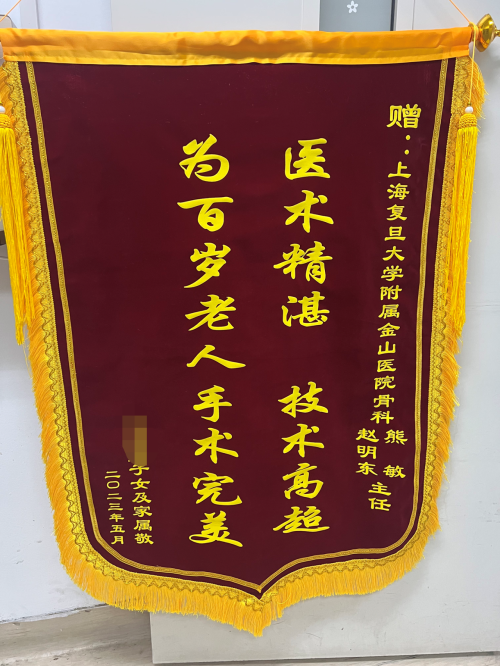 赠：上海复旦大学附属金山医院骨科熊敏
赵明东主任
医术精湛 技术高超
为百岁老人手术完美
子女及家属敬
二〇二三年五月